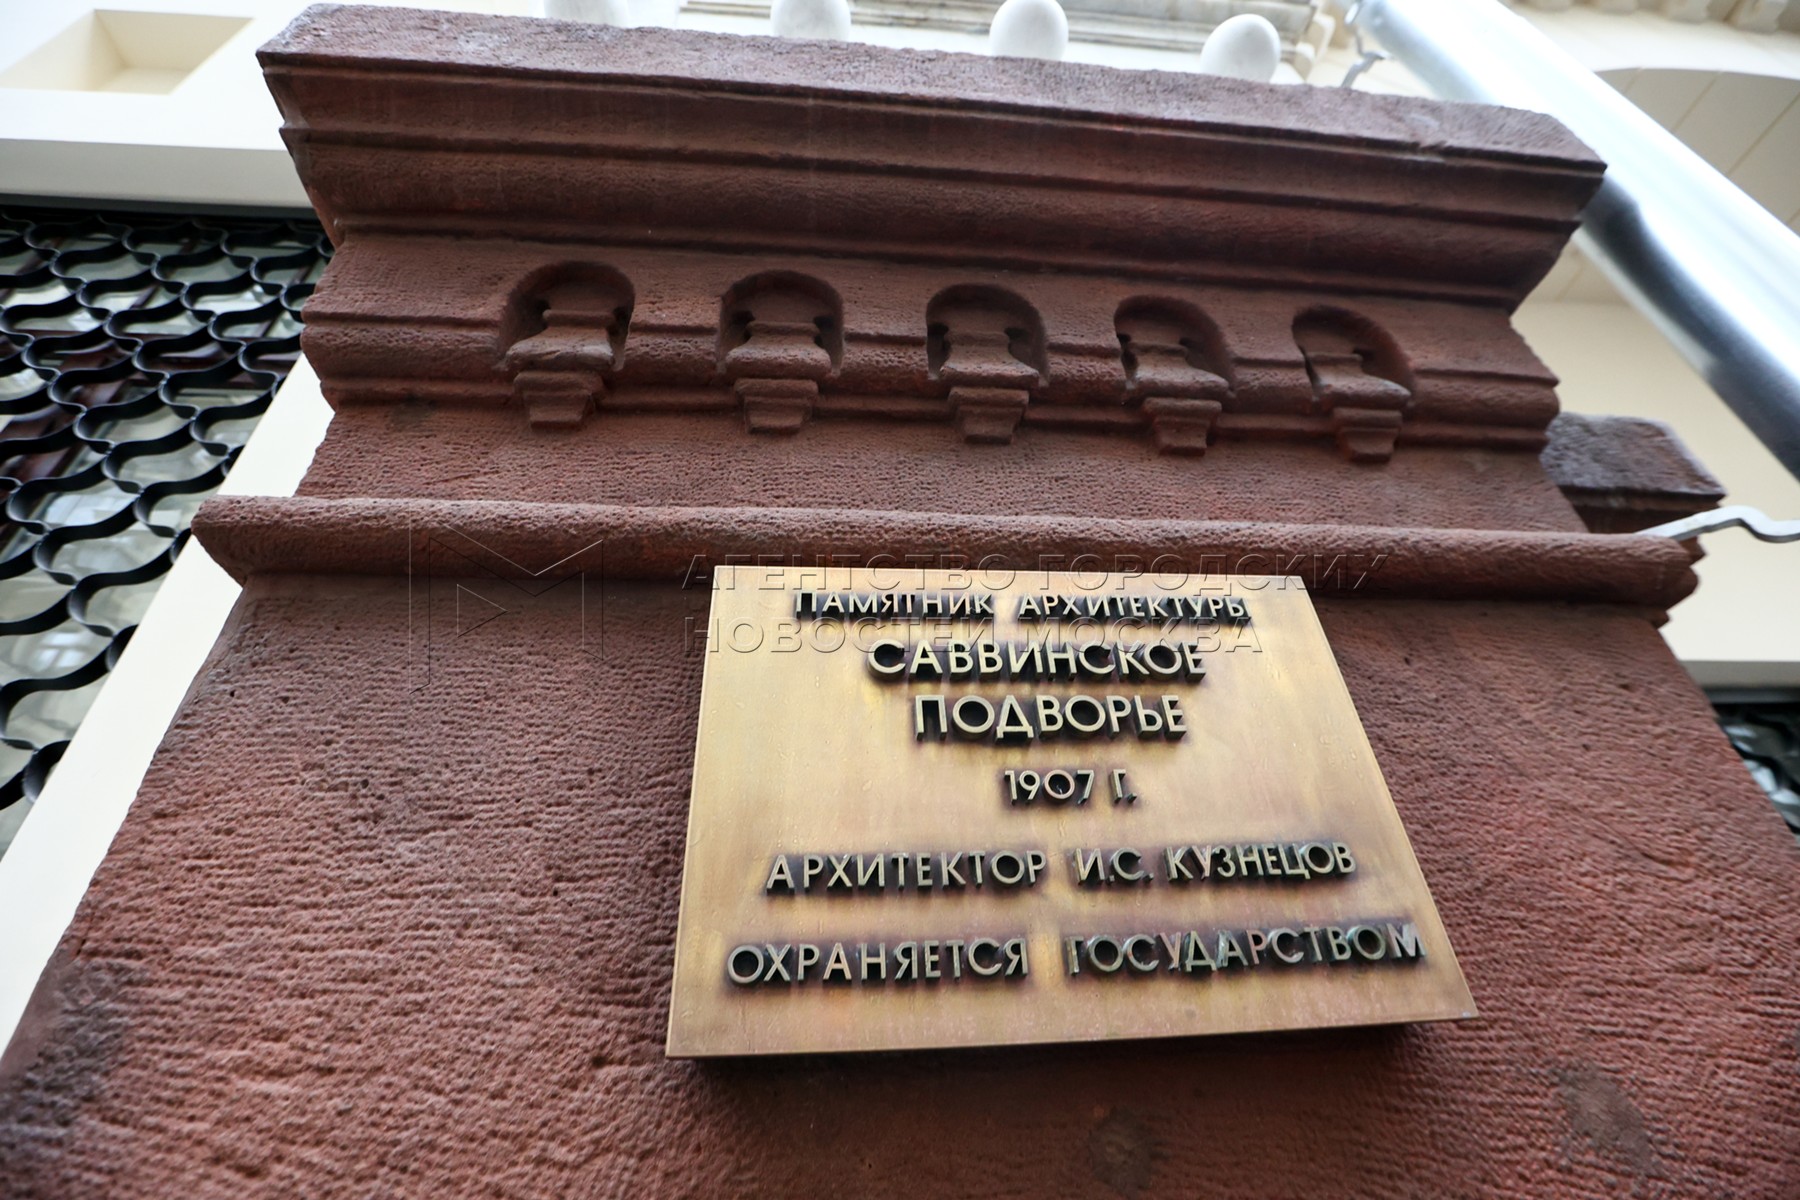 АГЕНТСТВО ГОРОДСКИХ
НОВОСТЕЙ МОСКВА
ПАМЯТНИК АРХИТЕКТУРЫ
САВВИНСКОЕ
ПОДВОРЬЕ
1907 Г.
АРХИТЕКТОР И.С. КУЗНЕЦОВ
ОХРАНЯЕТСЯ ГОСУДАРСТВОМ